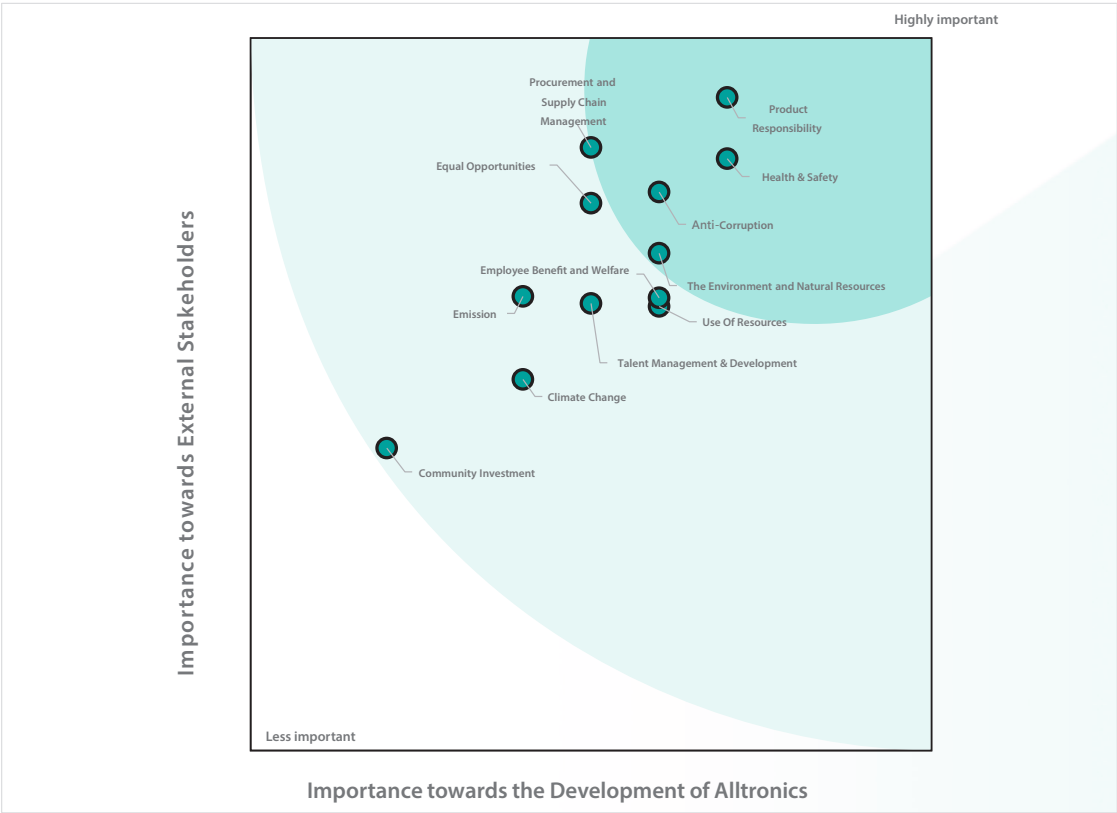 Highly important
Procurement and
Supply Chain
Management
Product
Responsibility
Equal Opportunities
Health & Safety
Anti-Corruption
Employee Benefit and Welfare
The Environment and Natural Resources
Emission
Use Of Resources
Talent Management & Development
Climate Change
Community Investment
Importance towards External Stakeholders
Less important
Importance towards the Development of Alltronics